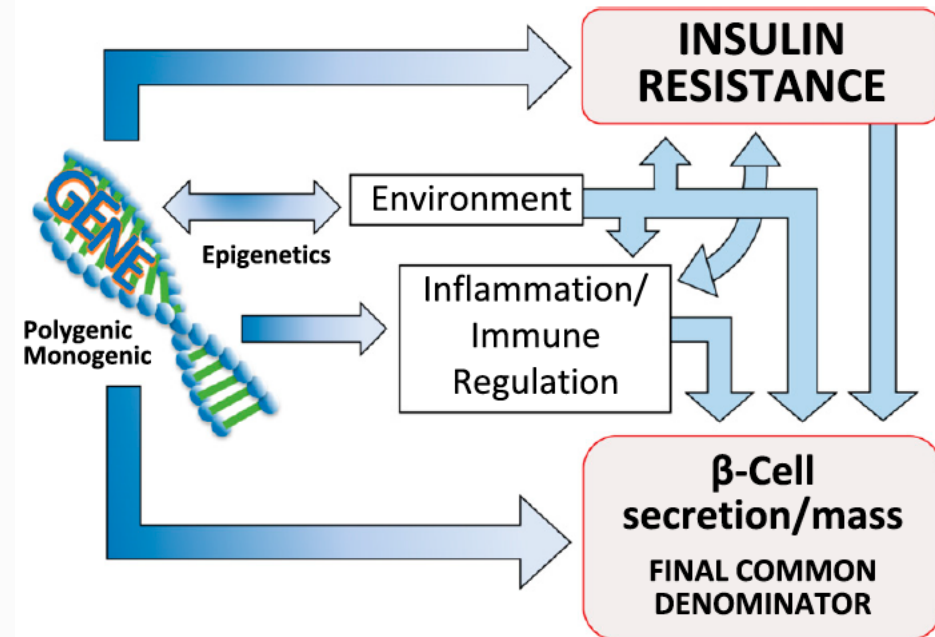 INSULIN
RESISTANCE
GENE
Environment
Epigenetics
Inflammation/
Immune
Regulation
Polygenic
Monogenic
β-Cell
secretion/mass
FINAL COMMON
DENOMINATOR